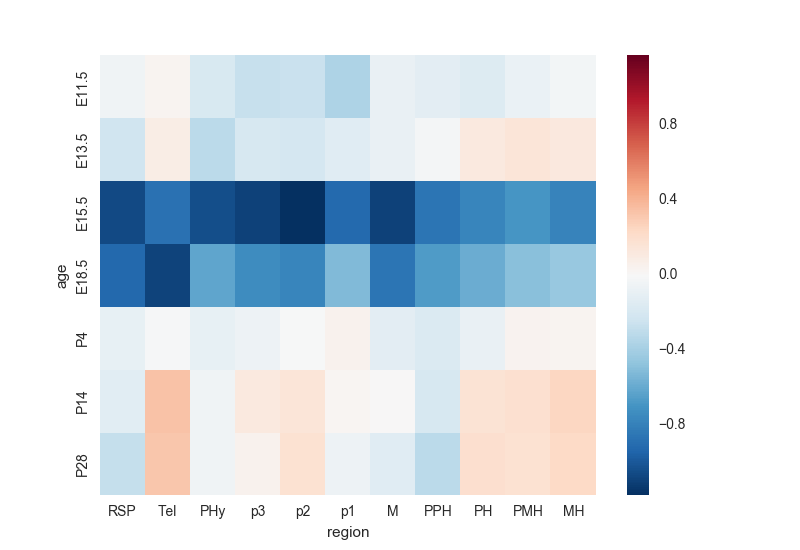 E11.5
E13.5
E15.5
E18.5
P4
P14
P28
age
RSP Tel PHy p3 p2 p1 M PPH PH PMH MH
region
0.8
0.4
0.0
−0.4
−0.8